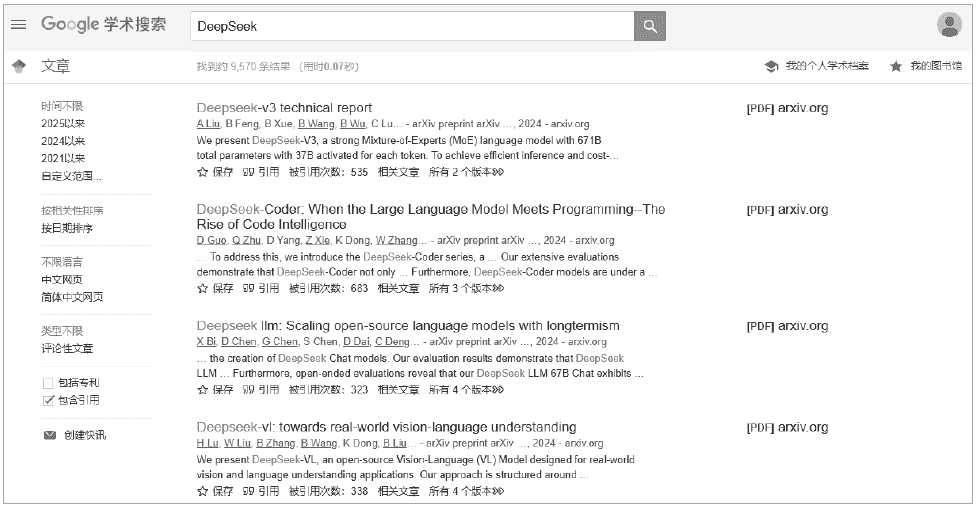 Google 学术搜索
DeepSeek
文章
找到约 9,570 条结果 (用时0.07秒)
我的个人学术档案
我的图书馆
时间不限
2025以来
2024以来
2021以来
自定义范围...
按相关性排序
按日期排序
不限语言
中文网页
简体中文网页
类型不限
评论性文章
包括专利
包含引用
创建快讯
Deepseek-v3 technical report
[PDF] arxiv.org
A Liu, B Feng, B Xue, B Wang, B Wu, C Lu... - arXiv preprint arXiv ..., 2024 - arxiv.org
We present DeepSeek-V3, a strong Mixture-of-Experts (MoE) language model with 671B
total parameters with 37B activated for each token. To achieve efficient inference and cost-...
保存 引用 被引用次数：535 相关文章 所有 2 个版本
DeepSeek-Coder: When the Large Language Model Meets Programming--The
Rise of Code Intelligence
[PDF] arxiv.org
D Guo, Q Zhu, D Yang, Z Xie, K Dong, W Zhang... - arXiv preprint arXiv ..., 2024 - arxiv.org
... To address this, we introduce the DeepSeek-Coder series, a ... Our extensive evaluations
demonstrate that DeepSeek-Coder not only ... Furthermore, DeepSeek-Coder models are under a ...
保存 引用 被引用次数：683 相关文章 所有 3 个版本
Deepseek llm: Scaling open-source language models with longtermism
[PDF] arxiv.org
X Bi, D Chen, G Chen, S Chen, D Dai, C Deng... - arXiv preprint arXiv ..., 2024 - arxiv.org
... the creation of DeepSeek Chat models. Our evaluation results demonstrate that DeepSeek
LLM ... Furthermore, open-ended evaluations reveal that our DeepSeek LLM 67B Chat exhibits ...
保存 引用 被引用次数：323 相关文章 所有 4 个版本
Deepseek-vl: towards real-world vision-language understanding
[PDF] arxiv.org
H Lu, W Liu, B Zhang, B Wang, K Dong, B Liu... - arXiv preprint arXiv ..., 2024 - arxiv.org
We present DeepSeek-VL, an open-source Vision-Language (VL) Model designed for real-world
vision and language understanding applications. Our approach is structured around ...
保存 引用 被引用次数：338 相关文章 所有 4 个版本